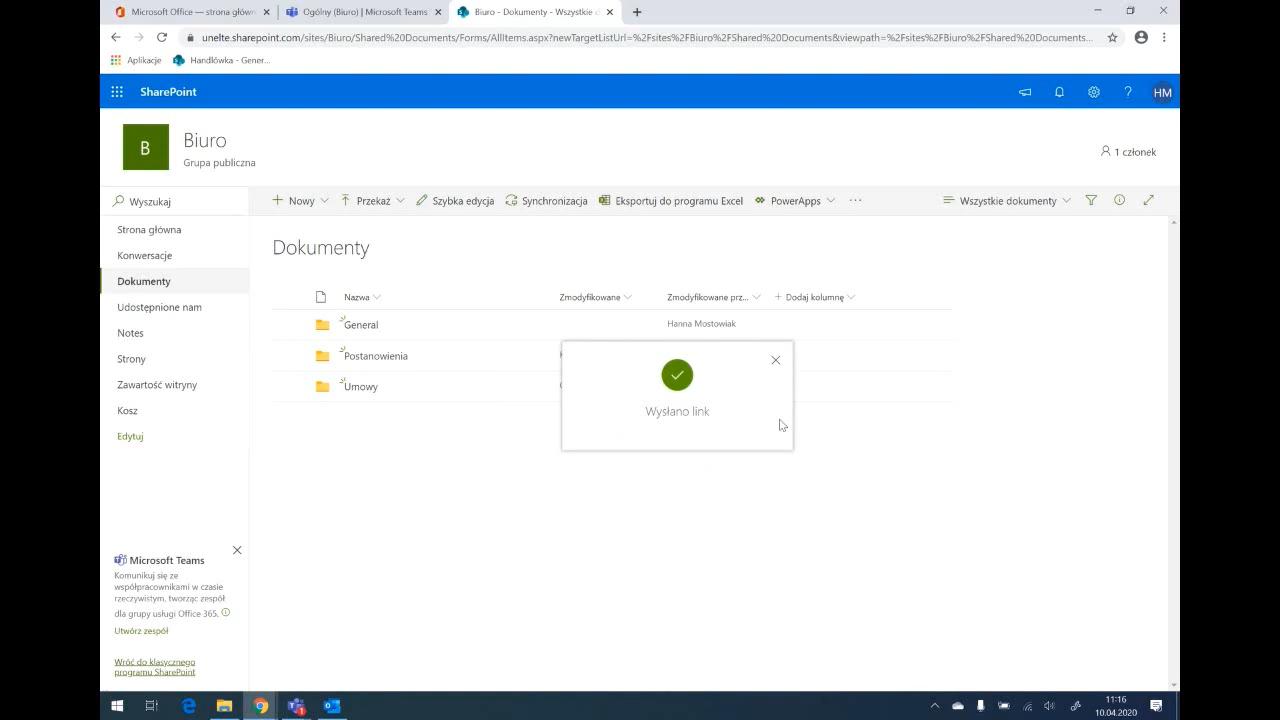 Microsoft Office — strona główn
Ogólny (Biuro) | Microsoft Teams
Biuro - Dokumenty - Wszystkie d
unelte.sharepoint.com/sites/Biuro/Shared%20Documents/Forms/AllItems.aspx?newTargetListUrl=%2Fsites%2FBiuro%2FShared%20Documents&viewpath=%2Fsites%2FBiuro%2FShared%20Documents...
Aplikacje
Handlówka - Gener...
SharePoint
HM
B
Biuro
Grupa publiczna
1 członek
Wyszukaj
Nowy
Przekaż
Szybka edycja
Synchronizacja
Eksportuj do programu Excel
PowerApps
Wszystkie dokumenty
Strona główna
Konwersacje
Dokumenty
Udostępnione nam
Notes
Strony
Zawartość witryny
Kosz
Edytuj
Dokumenty
Nazwa
Zmodyfikowane
Zmodyfikowane prz...
Dodaj kolumnę
General
Hanna Mostowiak
Postanowienia
Umowy
Wysłano link
Microsoft Teams
Komunikuj się ze
współpracownikami w czasie
rzeczywistym, tworząc zespół
dla grupy usługi Office 365.
Utwórz zespół
Wróć do klasycznego
programu SharePoint
11:16
10.04.2020